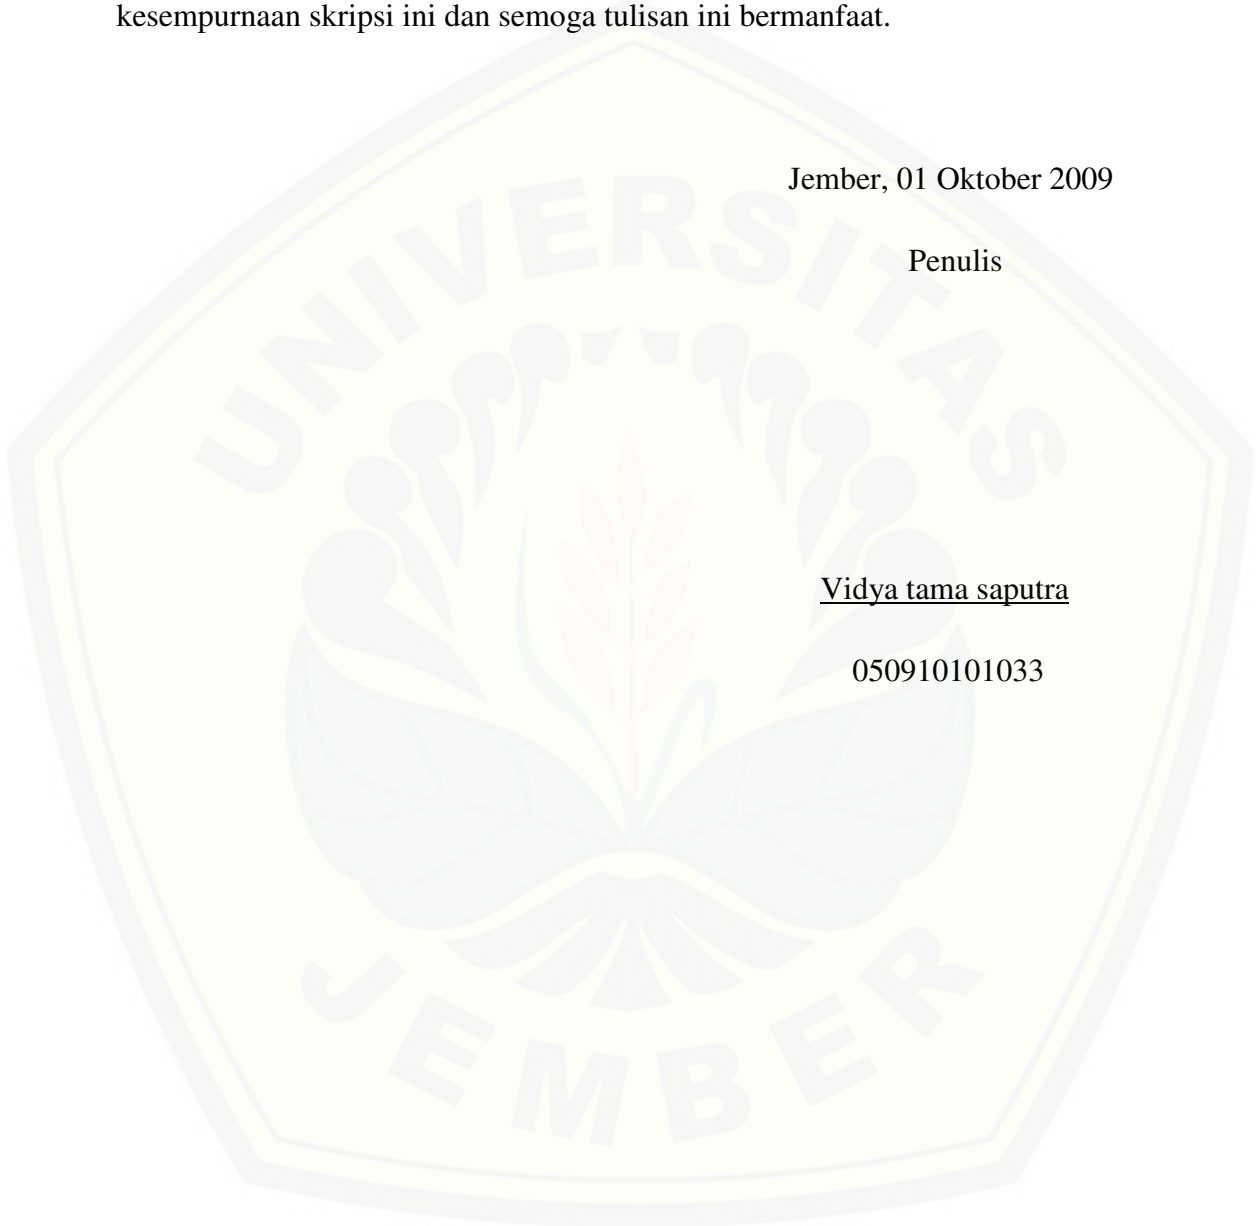 kesempurnaan skripsi ini dan semoga tulisan ini bermanfaat.
Jember, 01 Oktober 2009
Penulis
Vidya tama saputra
050910101033
UNIVERSITAS
JEMBER